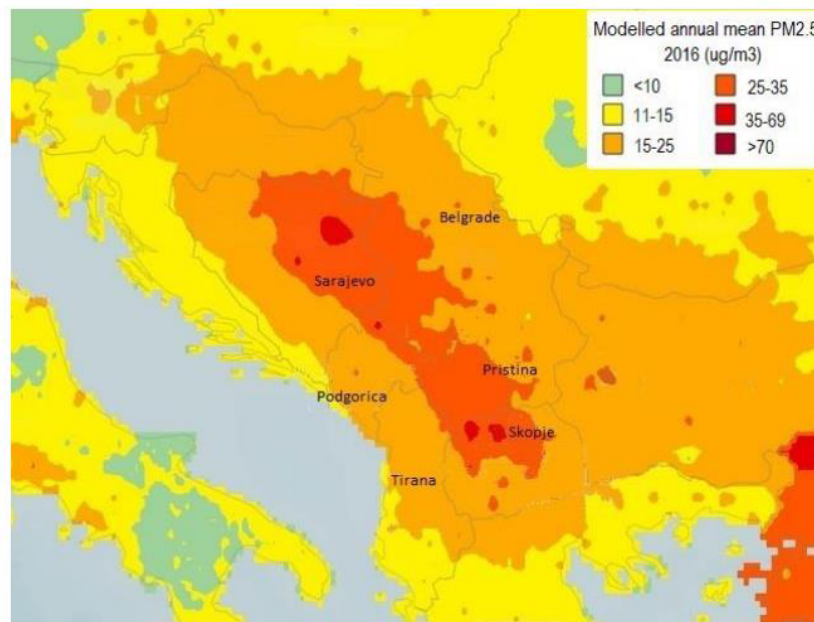 Modelled annual mean PM2.5
2016 (ug/m3)
<10
25-35
11-15
35-69
15-25
>70
Belgrade
Sarajevo
Pristina
Podgorica
Skopje
Tirana